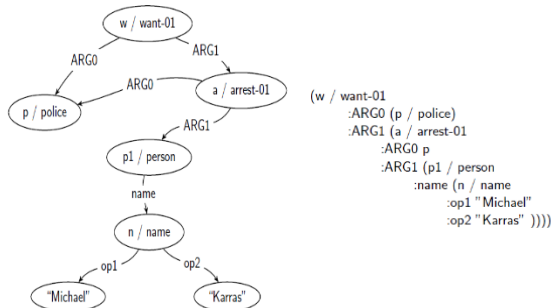 w / want-01
ARG0
ARG1
ARG0
a / arrest-01
p / police
ARG1
p1 / person
name
n / name
op1
op2
"Michael"
"Karras"
(w / want-01
:ARG0 (p / police)
:ARG1 (a / arrest-01
:ARG0 p
:ARG1 (p1 / person
:name (n / name
:op1 "Michael"
:op2 "Karras" ))))